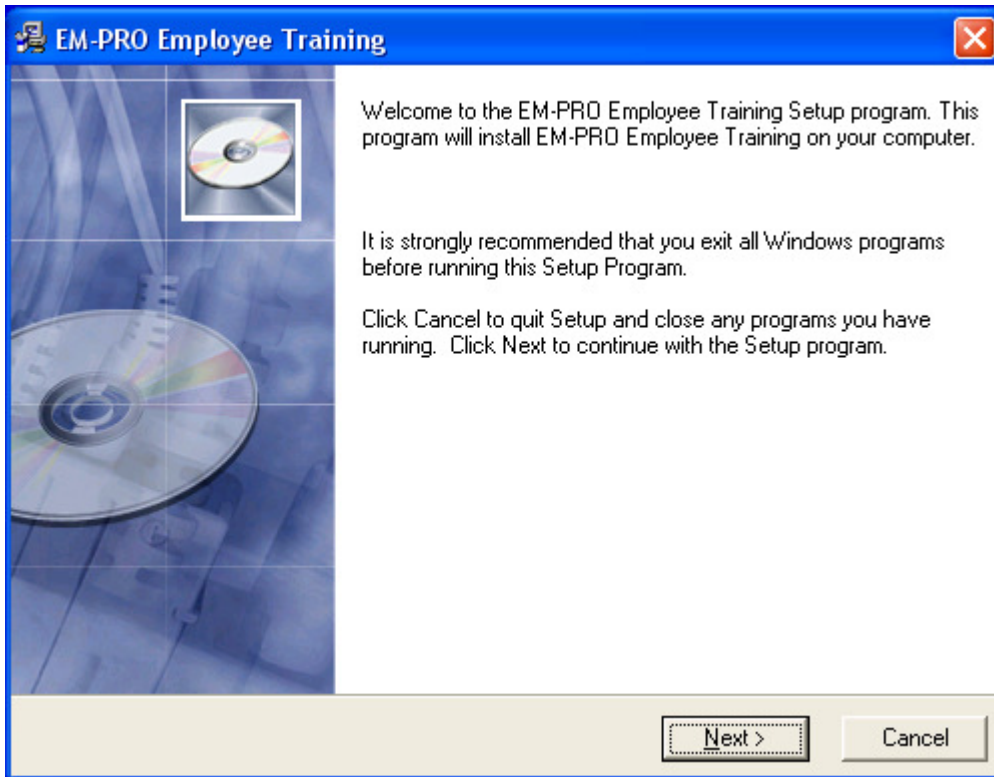 EM-PRO Employee Training
Welcome to the EM-PRO Employee Training Setup program. This
program will install EM-PRO Employee Training on your computer.
It is strongly recommended that you exit all Windows programs
before running this Setup Program.
Click Cancel to quit Setup and close any programs you have
running.  Click Next to continue with the Setup program.
Next >
Cancel